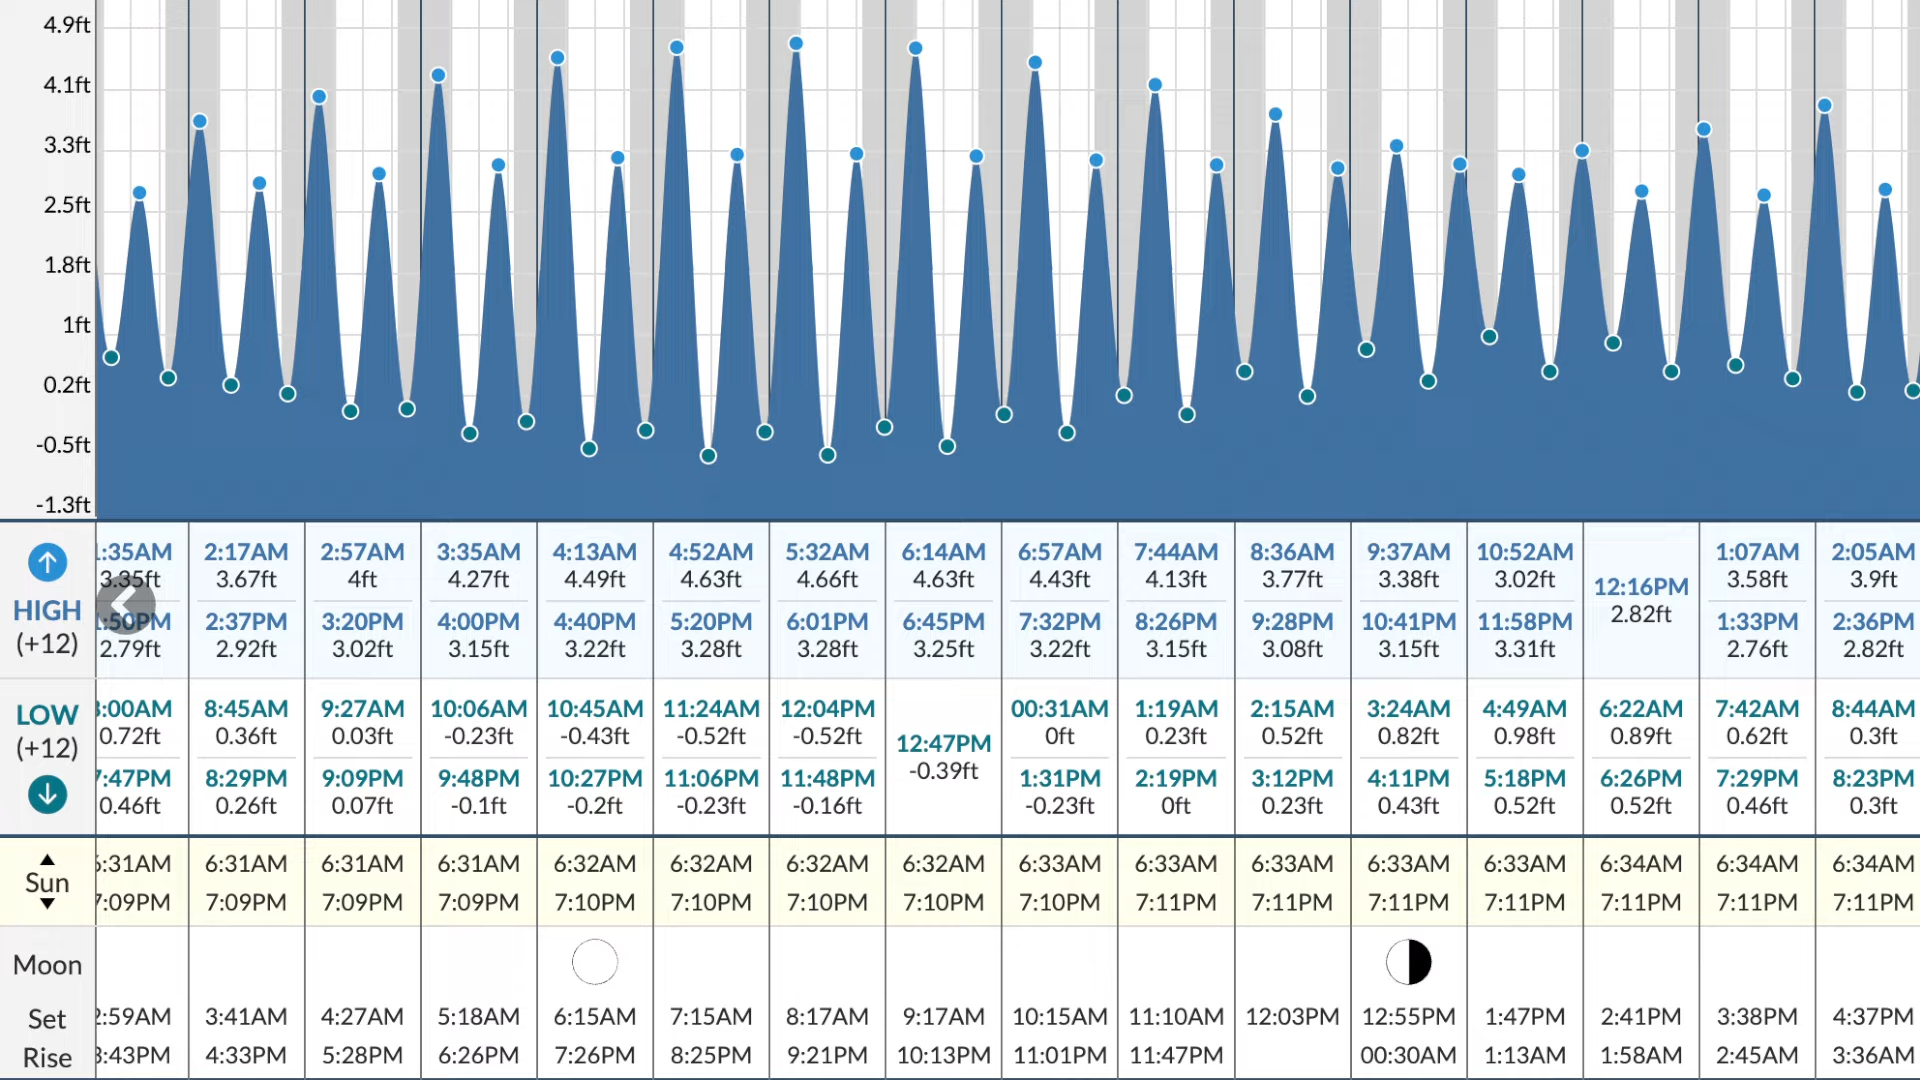 4.9ft
4.1ft
3.3ft
2.5ft
1.8ft
1ft
0.2ft
-0.5ft
-1.3ft
HIGH
(+12)
1:35AM 2:17AM 2:57AM 3:35AM 4:13AM 4:52AM 5:32AM 6:14AM 6:57AM 7:44AM 8:36AM 9:37AM 10:52AM 1:07AM 2:05AM
3.35ft 3.67ft 4ft 4.27ft 4.49ft 4.63ft 4.66ft 4.63ft 4.43ft 4.13ft 3.77ft 3.38ft 3.02ft 3.58ft 3.9ft
12:16PM
2.82ft
:50PM 2:37PM 3:20PM 4:00PM 4:40PM 5:20PM 6:01PM 6:45PM 7:32PM 8:26PM 9:28PM 10:41PM 11:58PM 1:33PM 2:36PM
2.79ft 2.92ft 3.02ft 3.15ft 3.22ft 3.28ft 3.28ft 3.25ft 3.22ft 3.15ft 3.08ft 3.15ft 3.31ft 2.76ft 2.82ft
LOW
(+12)
:00AM 8:45AM 9:27AM 10:06AM 10:45AM 11:24AM 12:04PM 00:31AM 1:19AM 2:15AM 3:24AM 4:49AM 6:22AM 7:42AM 8:44AM
0.72ft 0.36ft 0.03ft -0.23ft -0.43ft -0.52ft -0.52ft 0ft 0.23ft 0.52ft 0.82ft 0.98ft 0.89ft 0.62ft 0.3ft
12:47PM
-0.39ft
7:47PM 8:29PM 9:09PM 9:48PM 10:27PM 11:06PM 11:48PM 1:31PM 2:19PM 3:12PM 4:11PM 5:18PM 6:26PM 7:29PM 8:23PM
0.46ft 0.26ft 0.07ft -0.1ft -0.2ft -0.23ft -0.16ft -0.23ft 0ft 0.23ft 0.43ft 0.52ft 0.52ft 0.46ft 0.3ft
Sun
6:31AM 6:31AM 6:31AM 6:31AM 6:32AM 6:32AM 6:32AM 6:32AM 6:33AM 6:33AM 6:33AM 6:33AM 6:33AM 6:34AM 6:34AM 6:34AM
7:09PM 7:09PM 7:09PM 7:09PM 7:10PM 7:10PM 7:10PM 7:10PM 7:10PM 7:11PM 7:11PM 7:11PM 7:11PM 7:11PM 7:11PM 7:11PM
Moon
Set 2:59AM 3:41AM 4:27AM 5:18AM 6:15AM 7:15AM 8:17AM 9:17AM 10:15AM 11:10AM 12:03PM 12:55PM 1:47PM 2:41PM 3:38PM 4:37PM
Rise 3:43PM 4:33PM 5:28PM 6:26PM 7:26PM 8:25PM 9:21PM 10:13PM 11:01PM 11:47PM 00:30AM 1:13AM 1:58AM 2:45AM 3:36AM